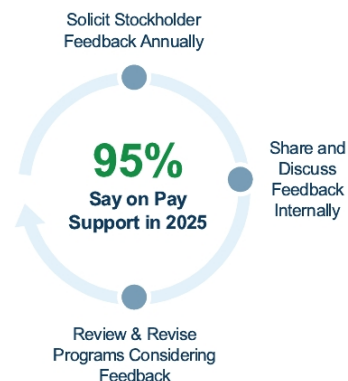 Solicit Stockholder
Feedback Annually
95%
Say on Pay
Support in 2025
Share and
Discuss
Feedback
Internally
Review & Revise
Programs Considering
Feedback